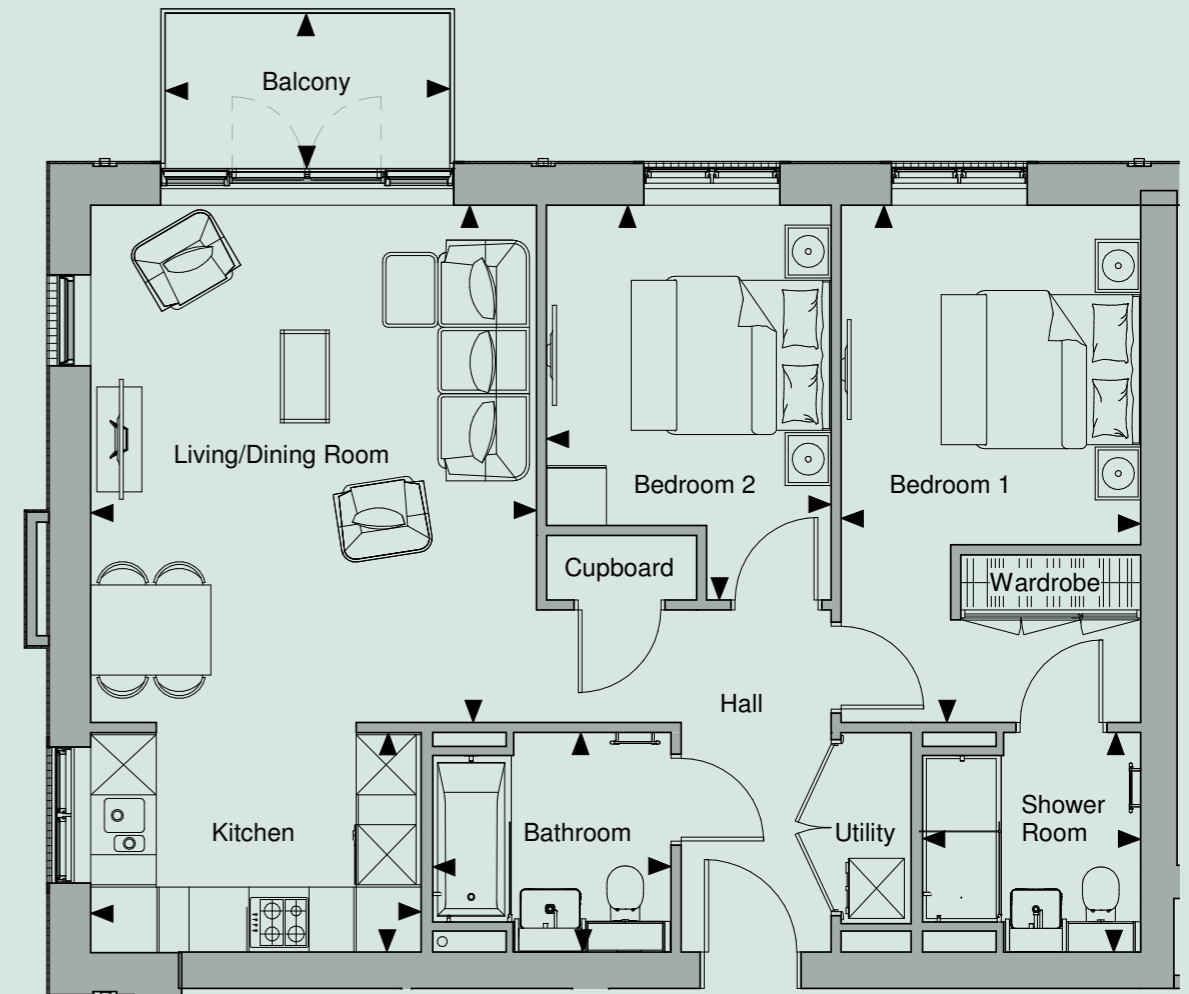 Balcony
Living/Dining Room
Bedroom 2
Bedroom 1
Cupboard
Wardrobe
Hall
Kitchen
Bathroom
Utility
Shower
Room